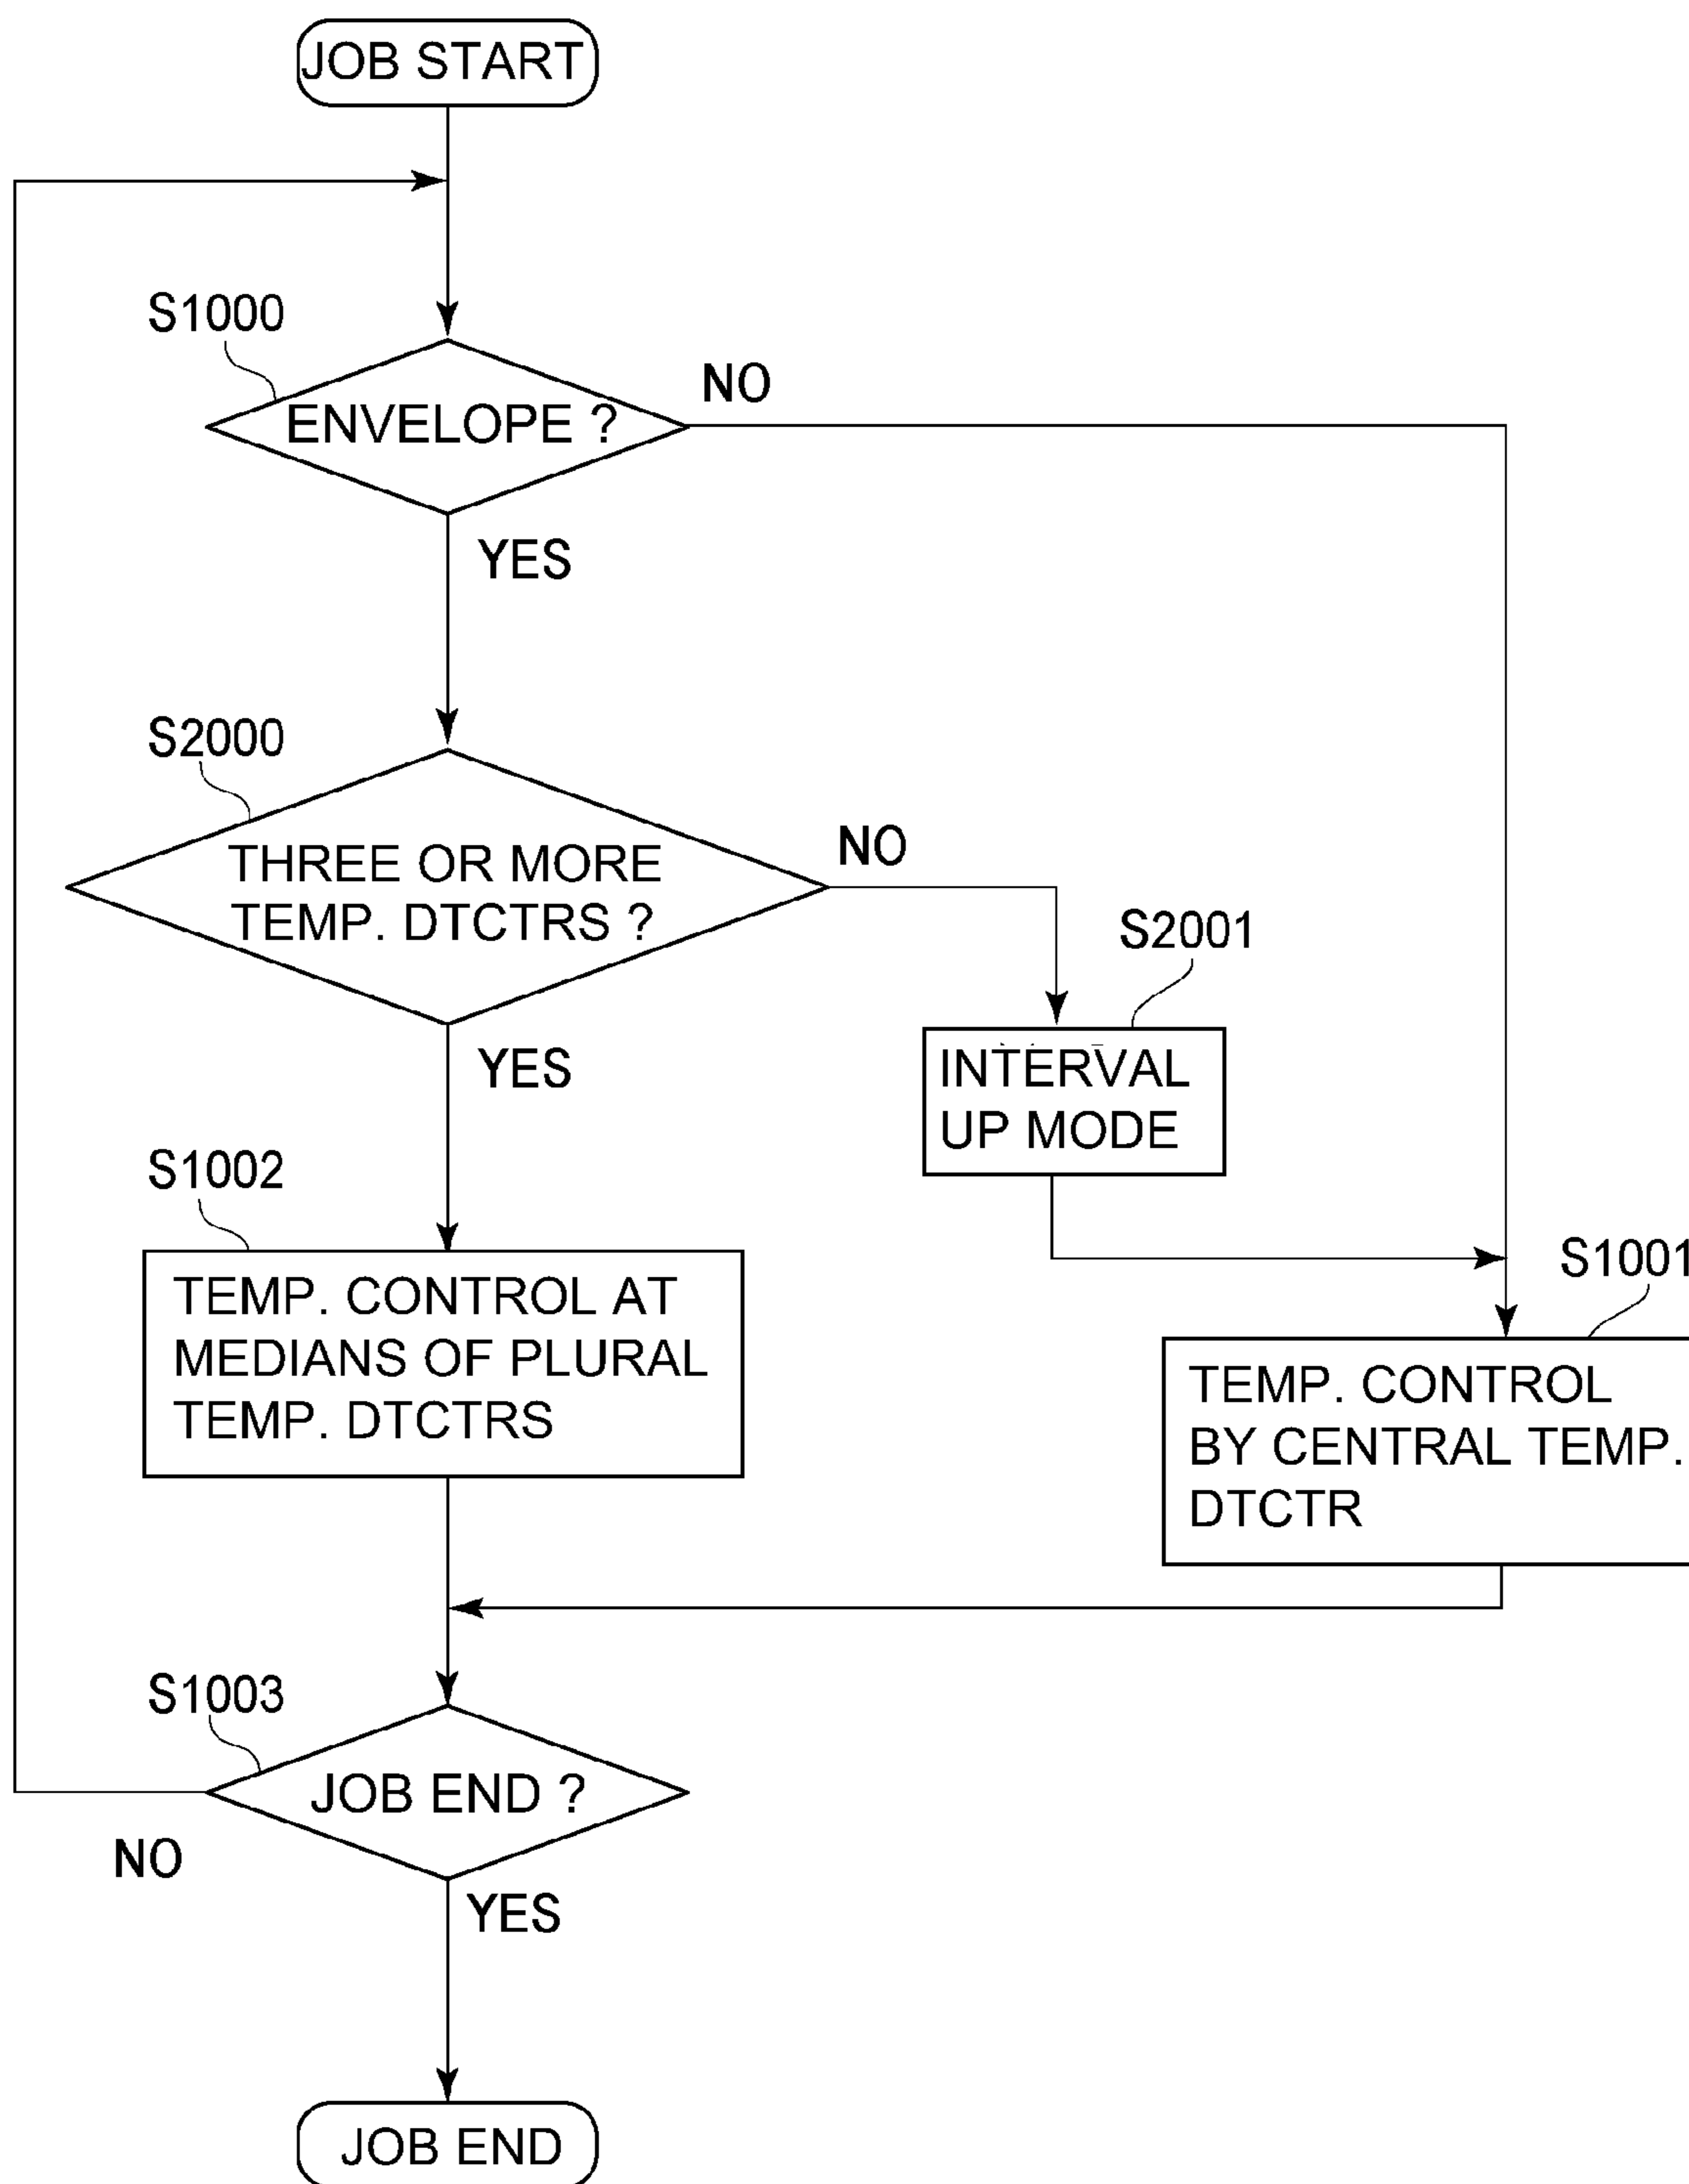 JOB START
S1000
ENVELOPE ?
NO
YES
S2000
THREE OR MORE
TEMP. DTCTRS ?
NO
YES
S2001
INTERVAL
UP MODE
S1002
TEMP. CONTROL AT
MEDIANS OF PLURAL
TEMP. DTCTRS
S1001
TEMP. CONTROL
BY CENTRAL TEMP.
DTCTR
S1003
JOB END ?
NO
YES
JOB END